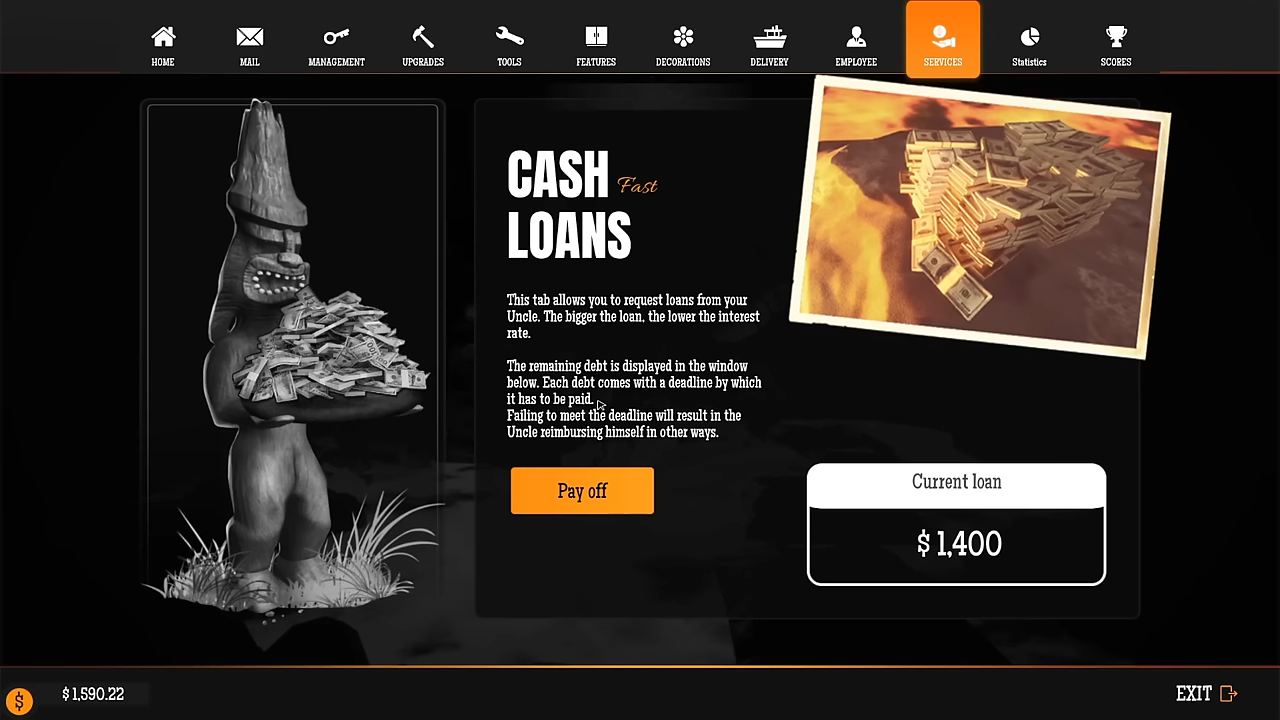 HOME
MAIL
MANAGEMENT
UPGRADES
TOOLS
FEATURES
DECORATIONS
DELIVERY
EMPLOYEE
SERVICES
Statistics
SCORES
CASH Fast
LOANS
This tab allows you to request loans from your
Uncle. The bigger the loan, the lower the interest
rate.
The remaining debt is displayed in the window
below. Each debt comes with a deadline by which
it has to be paid.
Failing to meet the deadline will result in the
Uncle reimbursing himself in other ways.
Pay off
Current loan
$ 1,400
$ 1,590.22
EXIT